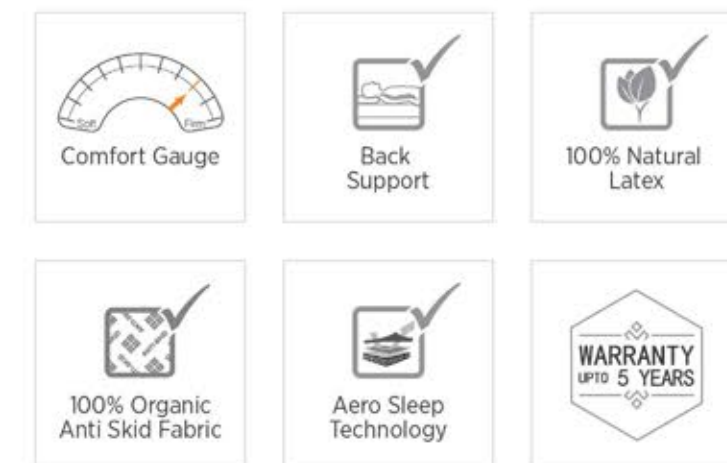 Soft
Firm
Comfort Gauge
Back
Support
100% Natural
Latex
100% Organic
Anti Skid Fabric
Aero Sleep
Technology
WARRANTY
UPTO 5 YEARS